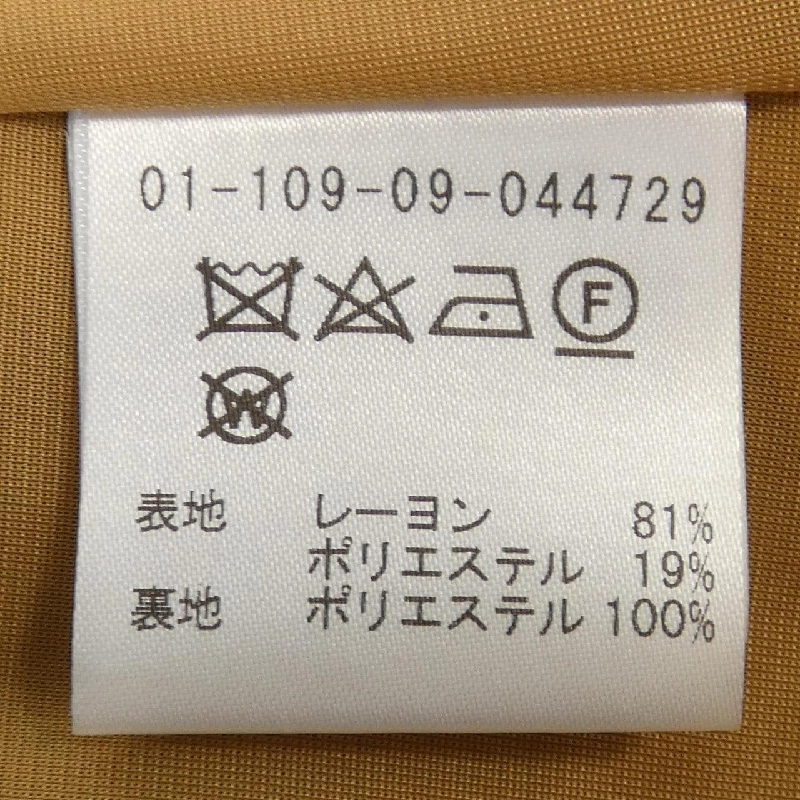 01-109-09-044729
F
W
表地 レーヨン 81%
ポリエステル 19%
裏地 ポリエステル 100%